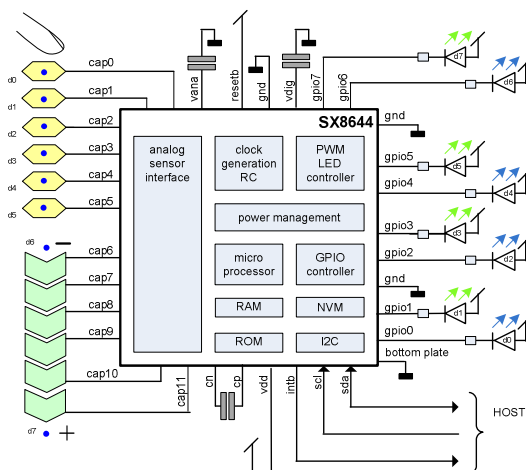 cap0
d0
cap1
d1
cap2
d2
cap3
d3
cap4
d4
cap5
d5
d6
cap6
cap7
cap8
cap9
cap10
cap11
d7
+
vana
resetb
gnd
vdig
gpio7
gpio6
d7
d6
SX8644
gnd
analog
sensor
interface
clock
generation
RC
PWM
LED
controller
power management
micro
processor
GPIO
controller
RAM
NVM
ROM
I2C
gpio5
d5
gpio4
d4
gpio3
d3
gpio2
d2
gnd
gpio1
d1
gpio0
d0
bottom plate
cn
cp
vdd
intb
scl
sda
HOST